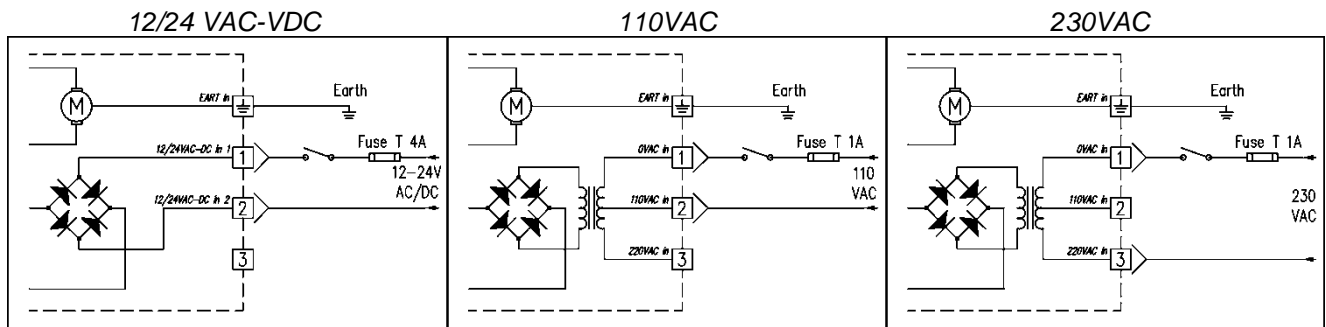 12/24 VAC-VDC
M
EART in
Earth
12/24VAC-DC in 1
1
Fuse T 4A
12-24V
AC/DC
12/24VAC-DC in 2
2
3
110VAC
M
EART in
Earth
0VAC in
1
Fuse T 1A
110
VAC
110VAC in
2
220VAC in
3
230VAC
M
EART in
Earth
0VAC in
1
Fuse T 1A
110VAC in
2
230
VAC
220VAC in
3